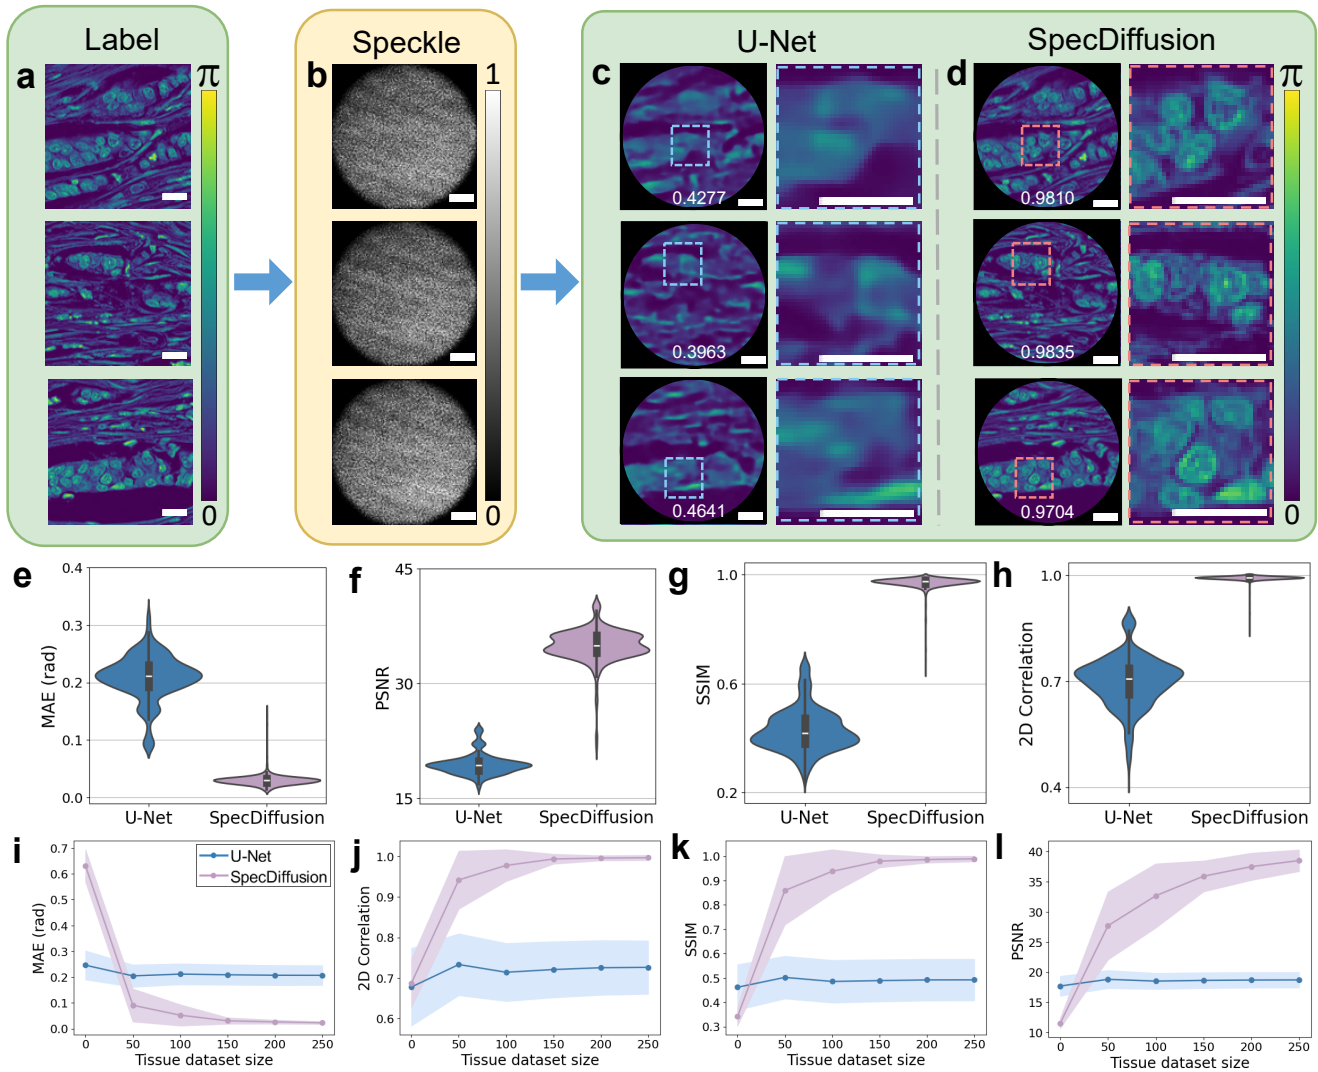 Label
Speckle
U-Net
SpecDiffusion
a
π
0
b
1
0
c
0.4277
0.3963
0.4641
d
0.9810
0.9835
0.9704
π
0
e
0.4
0.3
0.2
0.1
0.0
MAE (rad)
U-Net
SpecDiffusion
f
45
30
15
PSNR
U-Net
SpecDiffusion
g
1.0
0.6
0.2
SSIM
U-Net
SpecDiffusion
h
1.0
0.7
0.4
2D Correlation
U-Net
SpecDiffusion
i
0.7
0.6
0.5
0.4
0.3
0.2
0.1
0.0
MAE (rad)
U-Net
SpecDiffusion
0 50 100 150 200 250
Tissue dataset size
j
1.0
0.9
0.8
0.7
0.6
2D Correlation
0 50 100 150 200 250
Tissue dataset size
k
1.0
0.9
0.8
0.7
0.6
0.5
0.4
0.3
SSIM
0 50 100 150 200 250
Tissue dataset size
l
40
35
30
25
20
15
10
PSNR
0 50 100 150 200 250
Tissue dataset size